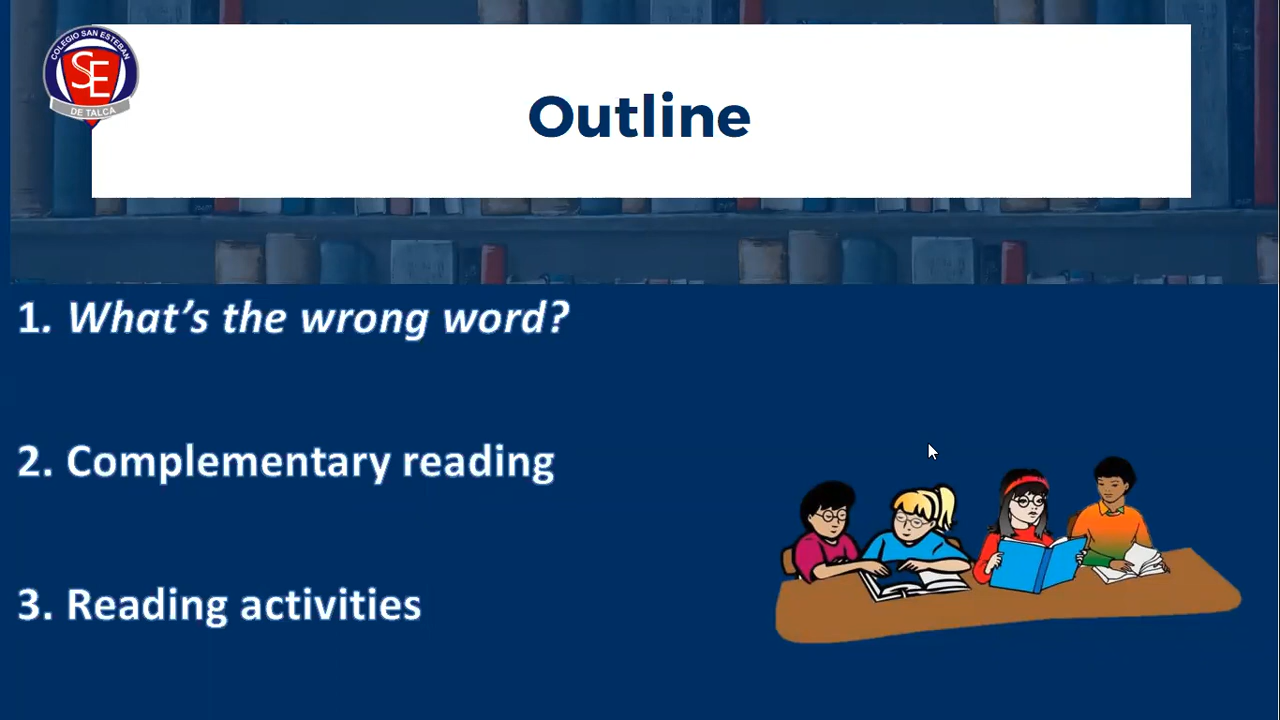 COLEGIO SAN ESTEBAN
SE
DE TALCA
Outline
1. What's the wrong word?
2. Complementary reading
3. Reading activities